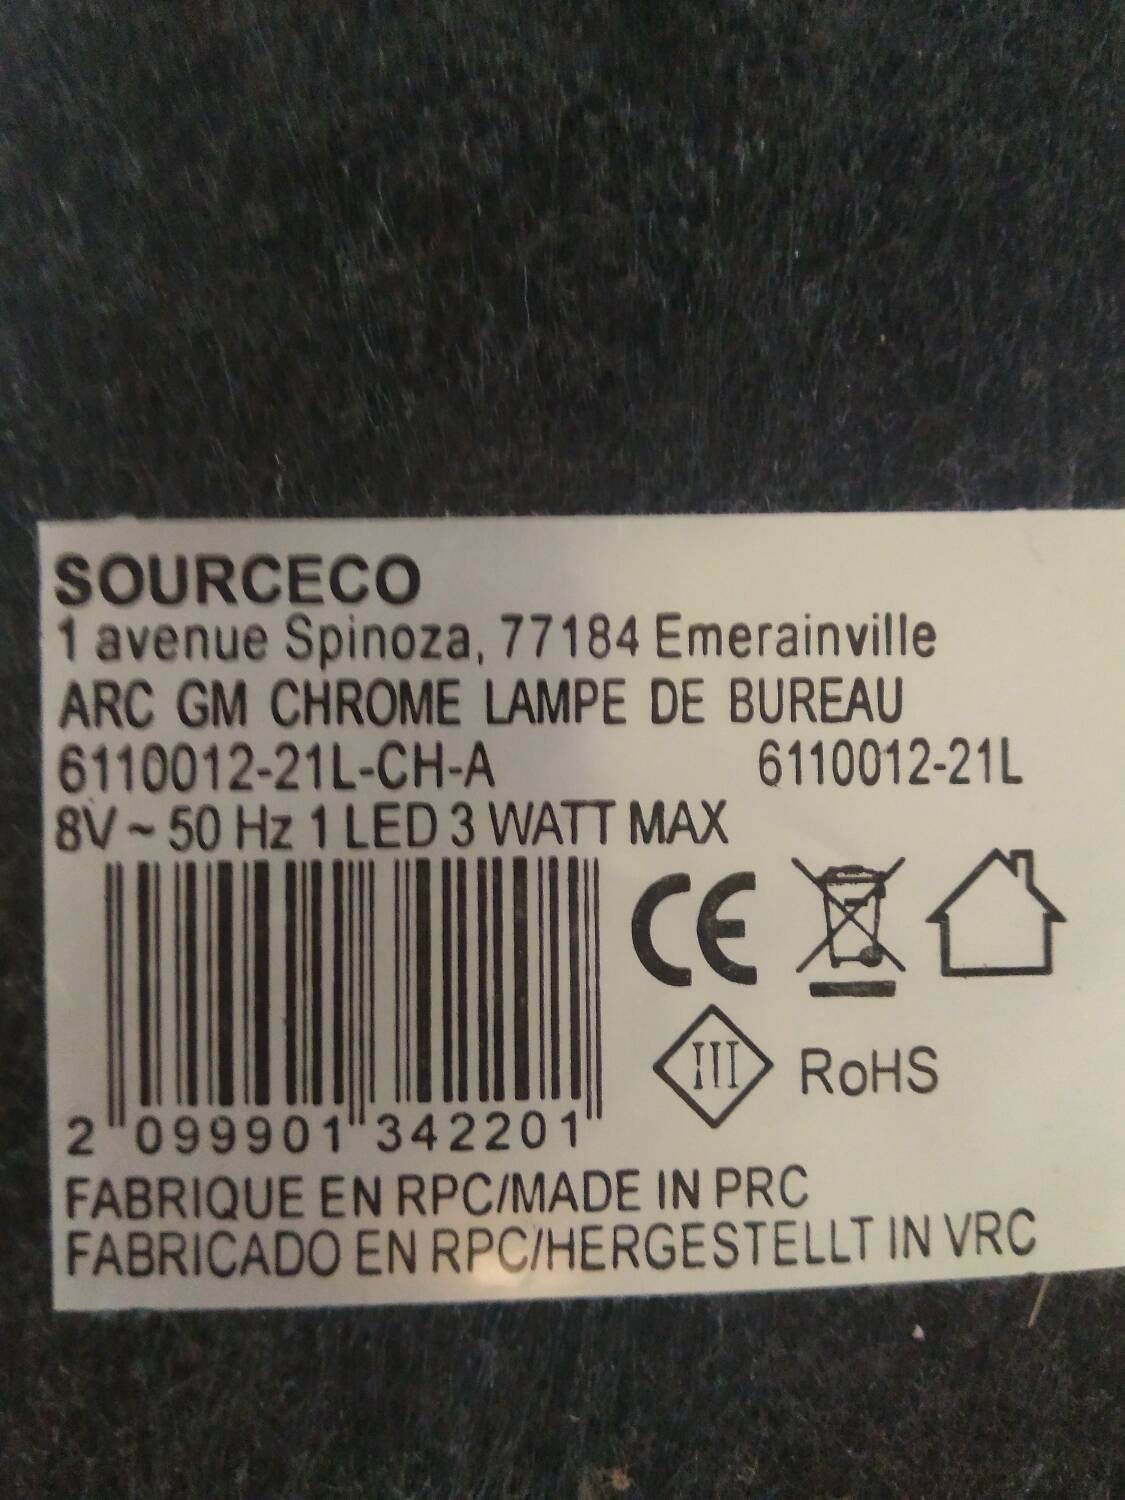 SOURCECO
1 avenue Spinoza, 77184 Emerainville
ARC GM CHROME LAMPE DE BUREAU
6110012-21L-CH-A 6110012-21L
8V ~ 50 Hz 1 LED 3 WATT MAX
CE
III RoHS
2 099901 342201
FABRIQUE EN RPC/MADE IN PRC
FABRICADO EN RPC/HERGESTELLT IN VRC